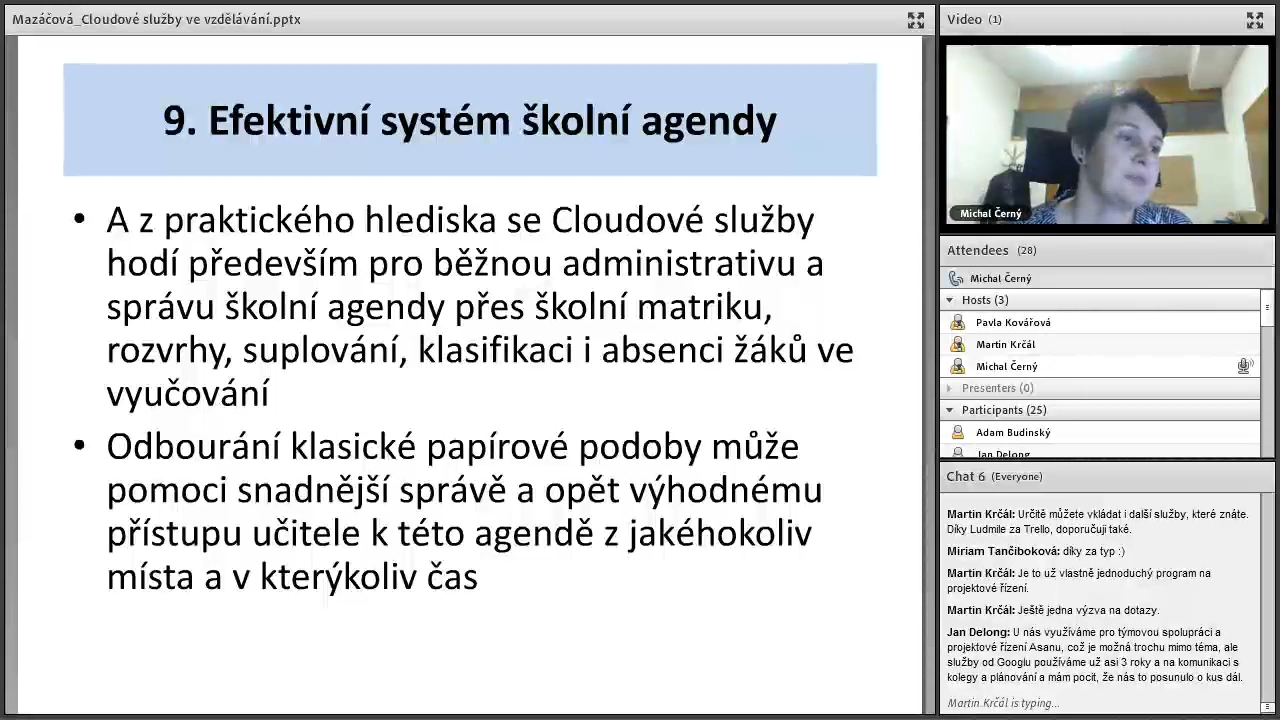 Mazáčová_Cloudové služby ve vzdělávání.pptx
9. Efektivní systém školní agendy
• A z praktického hlediska se Cloudové služby
hodí především pro běžnou administrativu a
správu školní agendy přes školní matriku,
rozvrhy, suplování, klasifikaci i absenci žáků ve
vyučování
• Odbourání klasické papírové podoby může
pomoci snadnější správě a opět výhodnému
přístupu učitele k této agendě z jakéhokoliv
místa a v kterýkoliv čas
Video (1)
Michal Černý
Attendees (28)
Michal Černý
Hosts (3)
Pavla Kovářová
Martin Krčál
Michal Černý
Presenters (0)
Participants (25)
Adam Budínský
Jan Delong
Chat 6 (Everyone)
Martin Krčál: Určitě můžete vkládat i další služby, které znáte.
Díky Ludmile za Trello, doporučuji také.
Miriam Tančiboková: díky za typ :)
Martin Krčál: Je to už vlastně jednoduchý program na
projektové řízení.
Martin Krčál: Ještě jedna výzva na dotazy.
Jan Delong: U nás využíváme pro týmovou spolupráci a
projektové řízení Asanu, což je možná trochu mimo téma, ale
služby od Googlu používáme už asi 3 roky a na komunikaci s
kolegy a plánování a mám pocit, že nás to posunulo o kus dál.
Martin Krčál is typing...